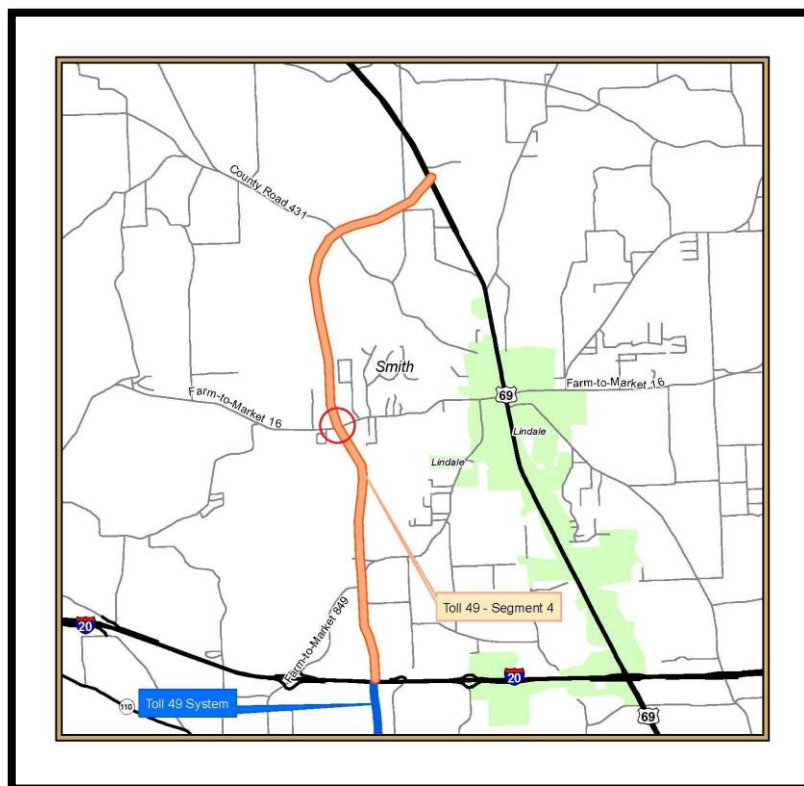 County Road 431
Smith
Farm-to-Market 16
69
Farm-to-Market 16
Lindale
Lindale
Toll 49 - Segment 4
Farm-to-Market 849
20
20
110
Toll 49 System
69